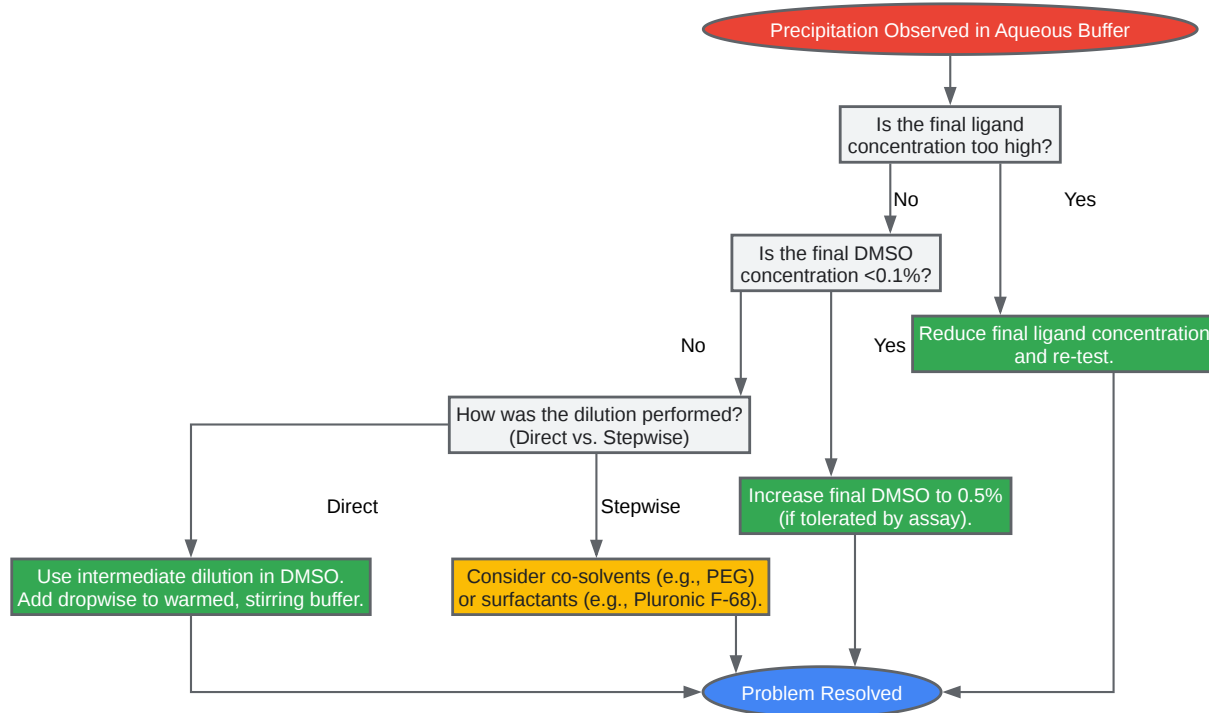 Precipitation Observed in Aqueous Buffer
Is the final ligand
concentration too high?
No
Yes
Is the final DMSO
concentration <0.1%?
No
Yes
Reduce final ligand concentration
and re-test.
How was the dilution performed?
(Direct vs. Stepwise)
Direct
Stepwise
Increase final DMSO to 0.5%
(if tolerated by assay).
Use intermediate dilution in DMSO.
Add dropwise to warmed, stirring buffer.
Consider co-solvents (e.g., PEG)
or surfactants (e.g., Pluronic F-68).
Problem Resolved